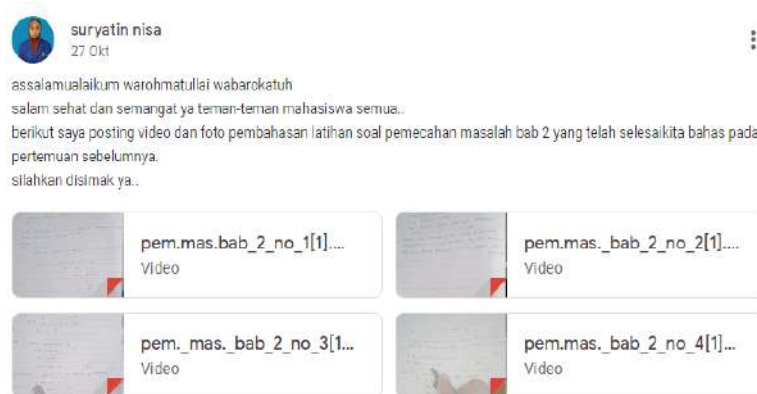 suryatin nisa
27 Okt
assalamualaikum warohmatullai wabarokatuh
salam sehat dan semangat ya teman-teman mahasiswa semua..
berikut saya posting video dan foto pembahasan latihan soal pemecahan masalah bab 2 yang telah selesaikita bahas pada
pertemuan sebelumnya.
silahkan disimak ya..
pem.mas.bab_2_no_1[1]....
Video
pem.mas._bab_2_no_2[1]....
Video
pem._mas._bab_2_no_3[1...
Video
pem.mas._bab_2_no_4[1]...
Video